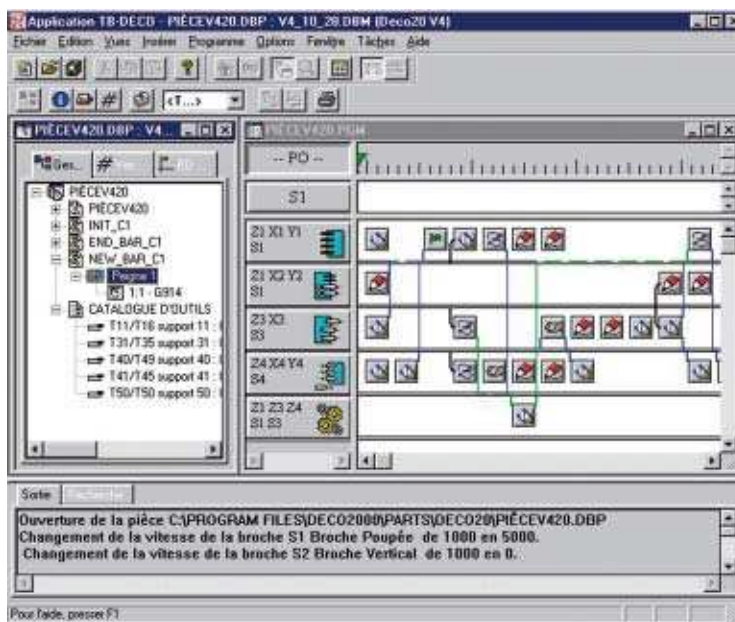 Application TB-DECO - PIÈCEV420.DBP : V4_10_28.DBM (Deco20 V4)
Fichier Edition Vues Insérer Programme Options Fenêtre Tâches Aide
<T...>
PIÈCEV420.DBP : V4...
PIÈCEV420.PGM
Ges..
-- PO --
PIÈCEV420
PIÈCEV420
INIT_C1
END_BAR_C1
NEW_BAR_C1
Peigne 1
1:1 - G914
CATALOGUE D'OUTILS
T11/T16 support 11 :
T31/T35 support 31 :
T40/T49 support 40 :
T41/T45 support 41 :
T50/T50 support 50 :
S1
Z1 X1 Y1
S1
Z1 X2 Y2
S1
Z3 X3
S3
Z4 X4 Y4
S4
Z1 Z3 Z4
S1 S3
Sortie
Ouverture de la pièce C:\PROGRAM FILES\DECO2000\PARTS\DECO20\PIÈCEV420.DBP
Changement de la vitesse de la broche S1 Broche Poupée de 1000 en 5000.
Changement de la vitesse de la broche S2 Broche Vertical de 1000 en 0.
Pour l'aide, presser F1